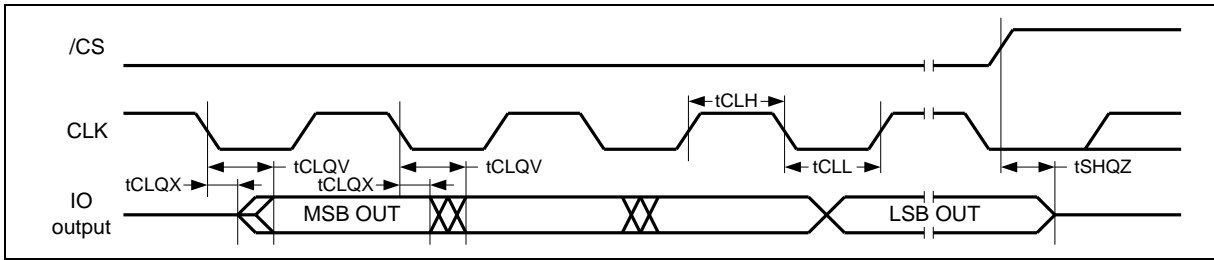 /CS
tCLH
CLK
tCLQV
tCLQV
tCLL
tSHQZ
tCLQX
tCLQX
IO
output
MSB OUT
LSB OUT